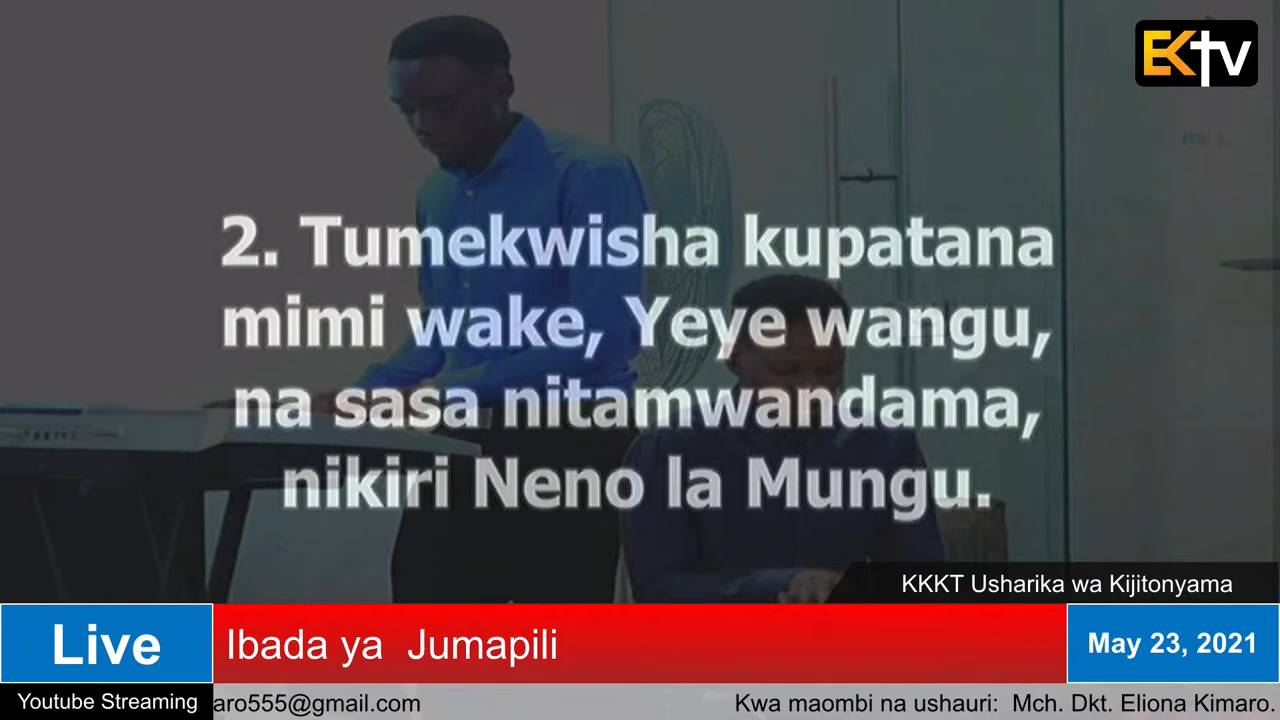 EKTV
2. Tumekwisha kupatana
mimi wake, Yeye wangu,
na sasa nitamwandama,
nikiri Neno la Mungu.
KKKT Usharika wa Kijitonyama
Live
Ibada ya Jumapili
May 23, 2021
Youtube Streaming
aro555@gmail.com
Kwa maombi na ushauri: Mch. Dkt. Eliona Kimaro.